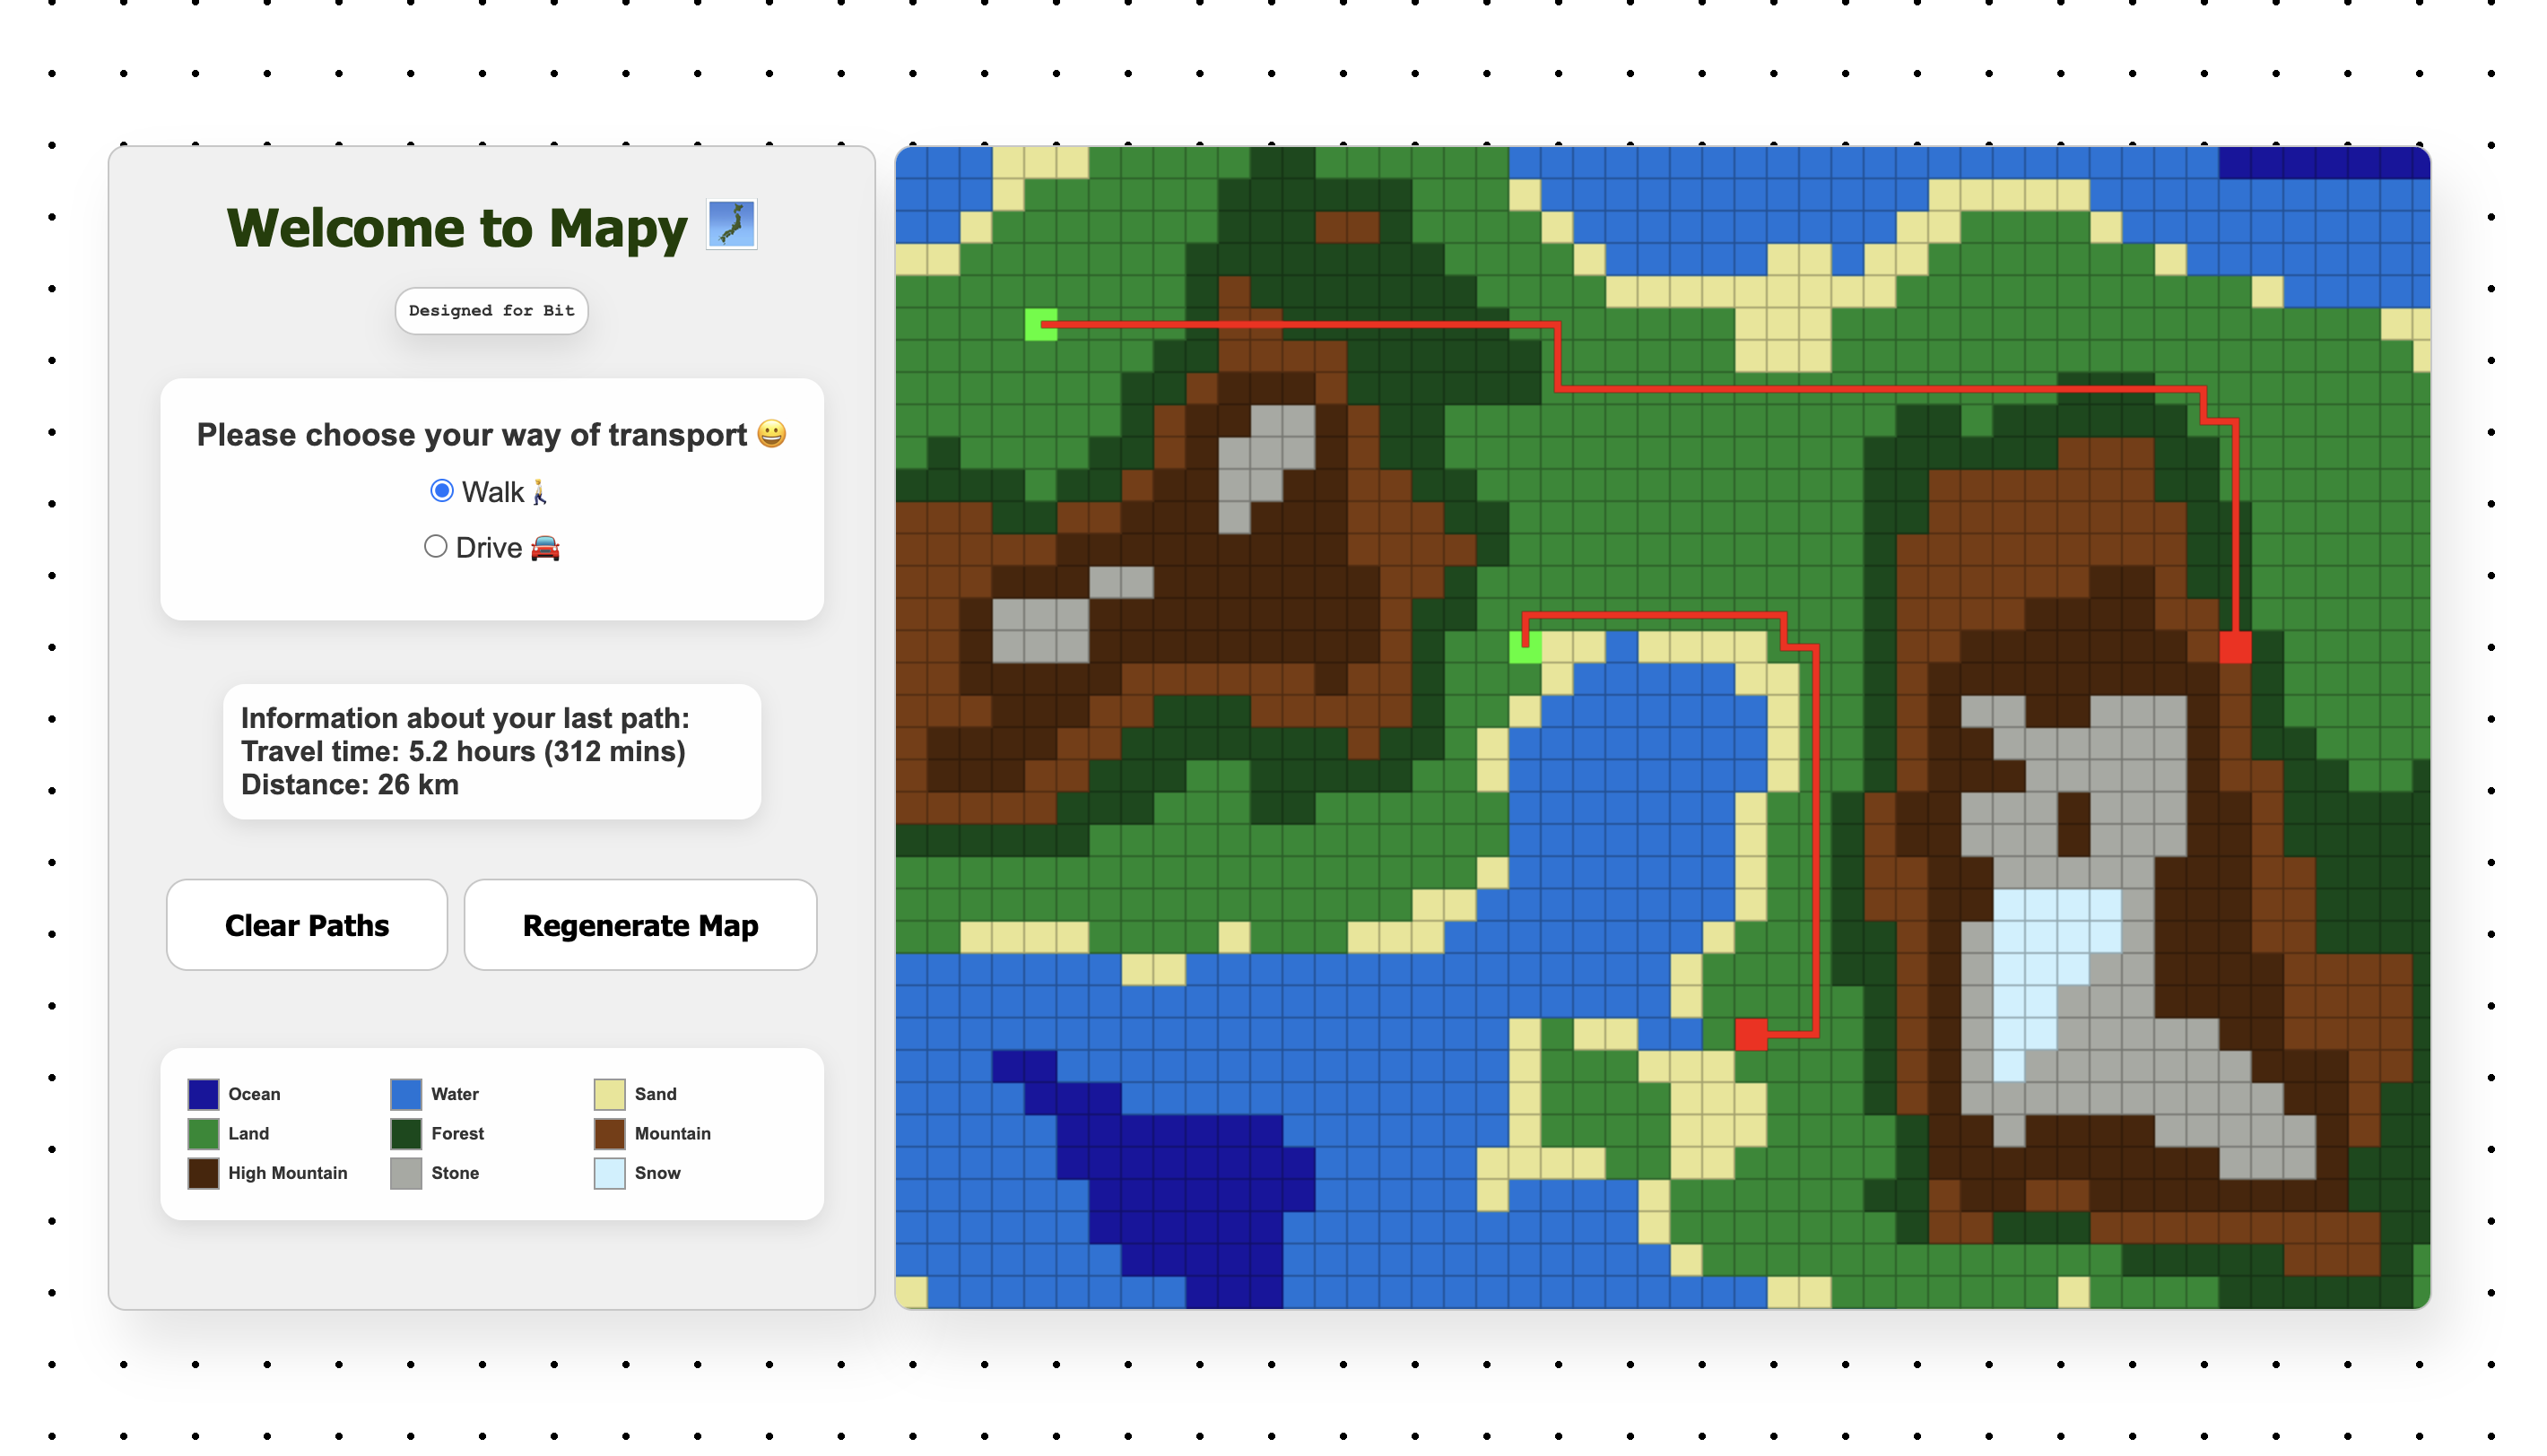 Welcome to Mapy
Designed for Bit
Please choose your way of transport 😀
Walk🚶
Drive 🚘
Information about your last path:
Travel time: 5.2 hours (312 mins)
Distance: 26 km
Clear Paths
Regenerate Map
Ocean
Water
Sand
Land
Forest
Mountain
High Mountain
Stone
Snow